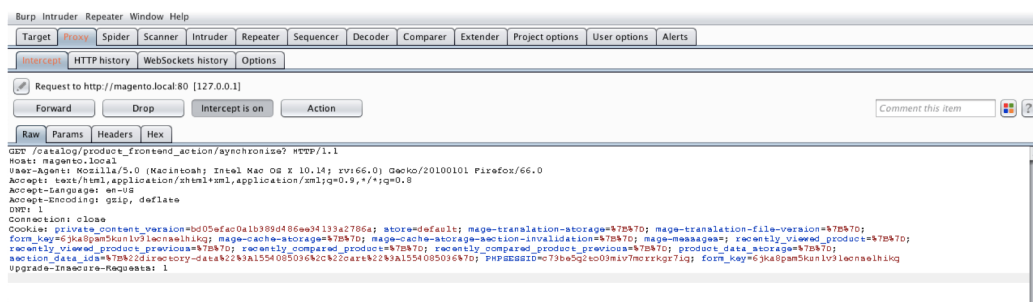 Burp Intruder Repeater Window Help
Target Proxy Spider Scanner Intruder Repeater Sequencer Decoder Comparer Extender Project options User options Alerts
Intercept HTTP history WebSockets history Options
Request to http://magento.local:80 [127.0.0.1]
Forward Drop Intercept is on Action Comment this item ?
Raw Params Headers Hex
GET /catalog/product_frontend_action/synchronize? HTTP/1.1
Host: magento.local
User-Agent: Mozilla/5.0 (Macintosh; Intel Mac OS X 10.14; rv:66.0) Gecko/20100101 Firefox/66.0
Accept: text/html,application/xhtml+xml,application/xml;q=0.9,*/*;q=0.8
Accept-Language: en-US
Accept-Encoding: gzip, deflate
DNT: 1
Connection: close
Cookie: private_content_version=bd05efac0a1b989d486ee34193a2786a; store=default; mage-translation-storage=%7B%7D; mage-translation-file-version=%7B%7D;
form_key=6jka8pam5kunlv9lecnaelhikq; mage-cache-storage=%7B%7D; mage-cache-storage-section-invalidation=%7B%7D; mage-messages=; recently_viewed_product=%7B%7D;
recently_viewed_product_previous=%7B%7D; recently_compared_product=%7B%7D; recently_compared_product_previous=%7B%7D; product_data_storage=%7B%7D;
section_data_ids=%7B%22directory-data%22%3A1554085036%2C%22cart%22%3A1554085036%7D; PHPSESSID=c79be5q2to03miv7mcrrkgr7iq; form_key=6jka8pam5kunlv9lecnaelhikq
Upgrade-Insecure-Requests: 1